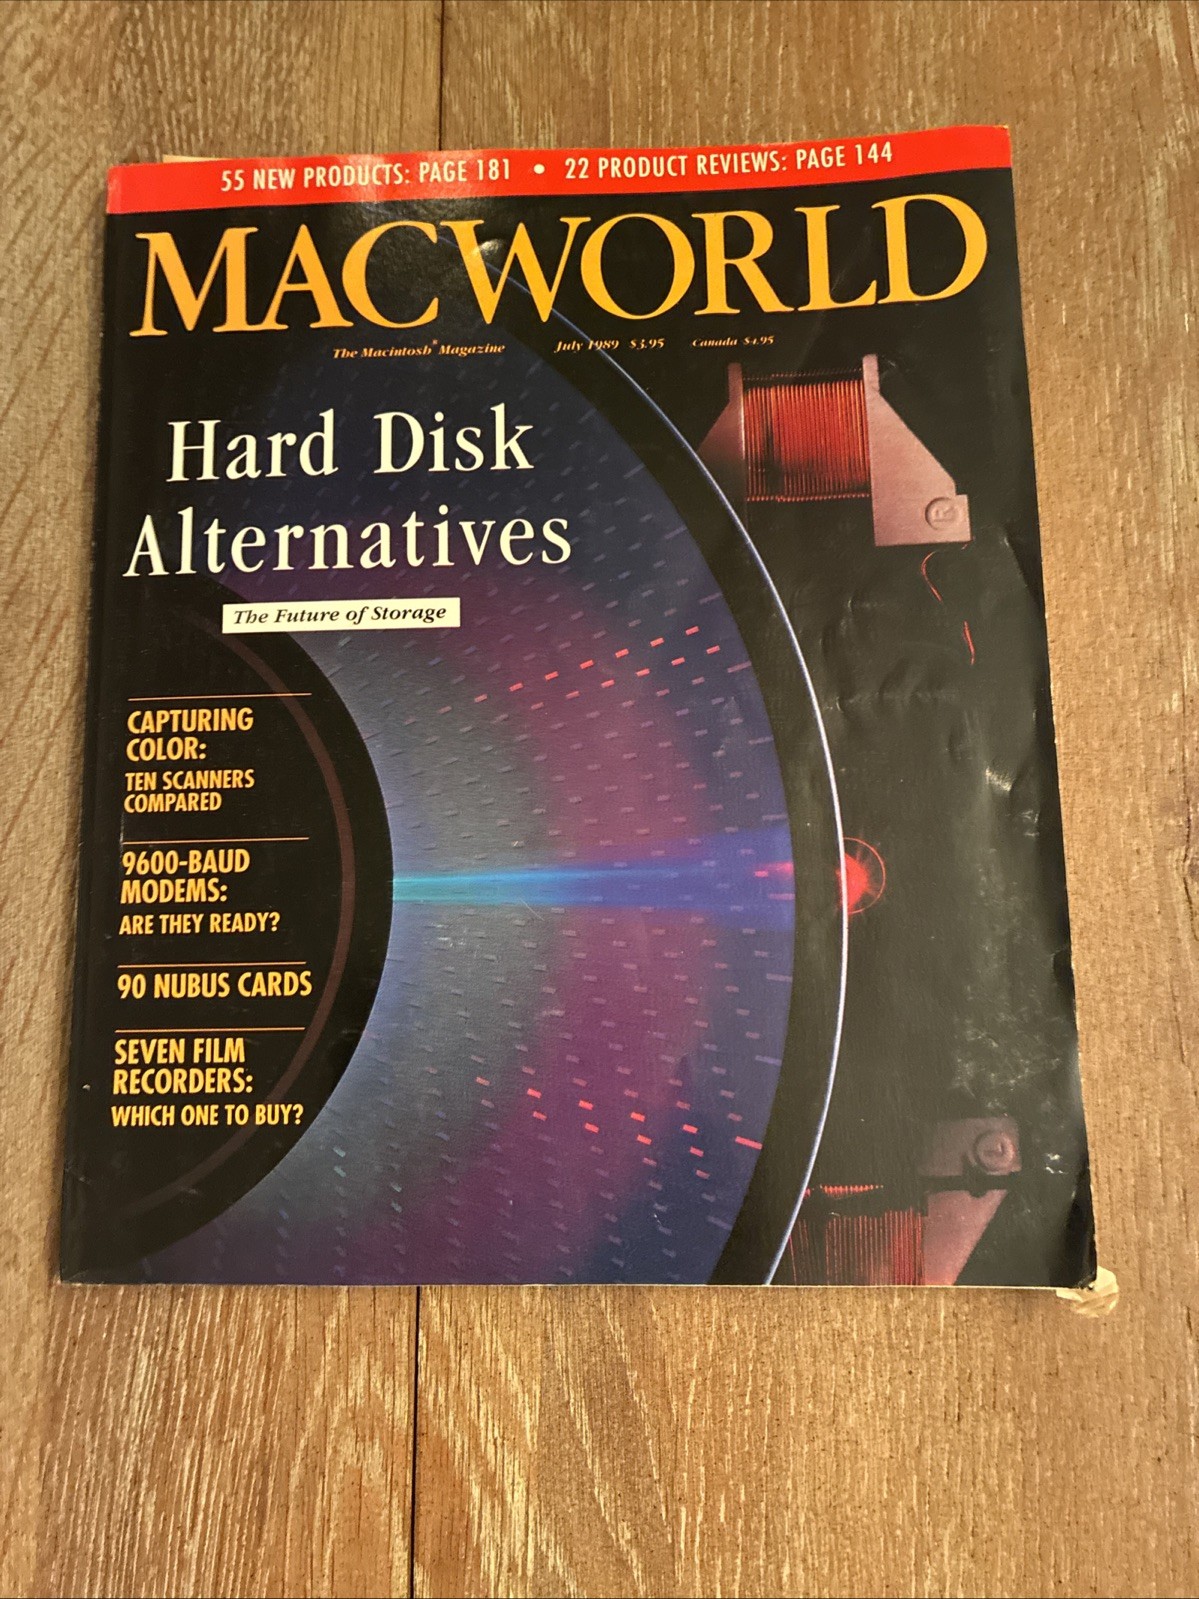 55 NEW PRODUCTS: PAGE 181 • 22 PRODUCT REVIEWS: PAGE 144
MACWORLD
The Macintosh® Magazine July 1989 $3.95 Canada $4.95
Hard Disk
Alternatives
The Future of Storage
CAPTURING
COLOR:
TEN SCANNERS
COMPARED
9600-BAUD
MODEMS:
ARE THEY READY?
90 NUBUS CARDS
SEVEN FILM
RECORDERS:
WHICH ONE TO BUY?
R